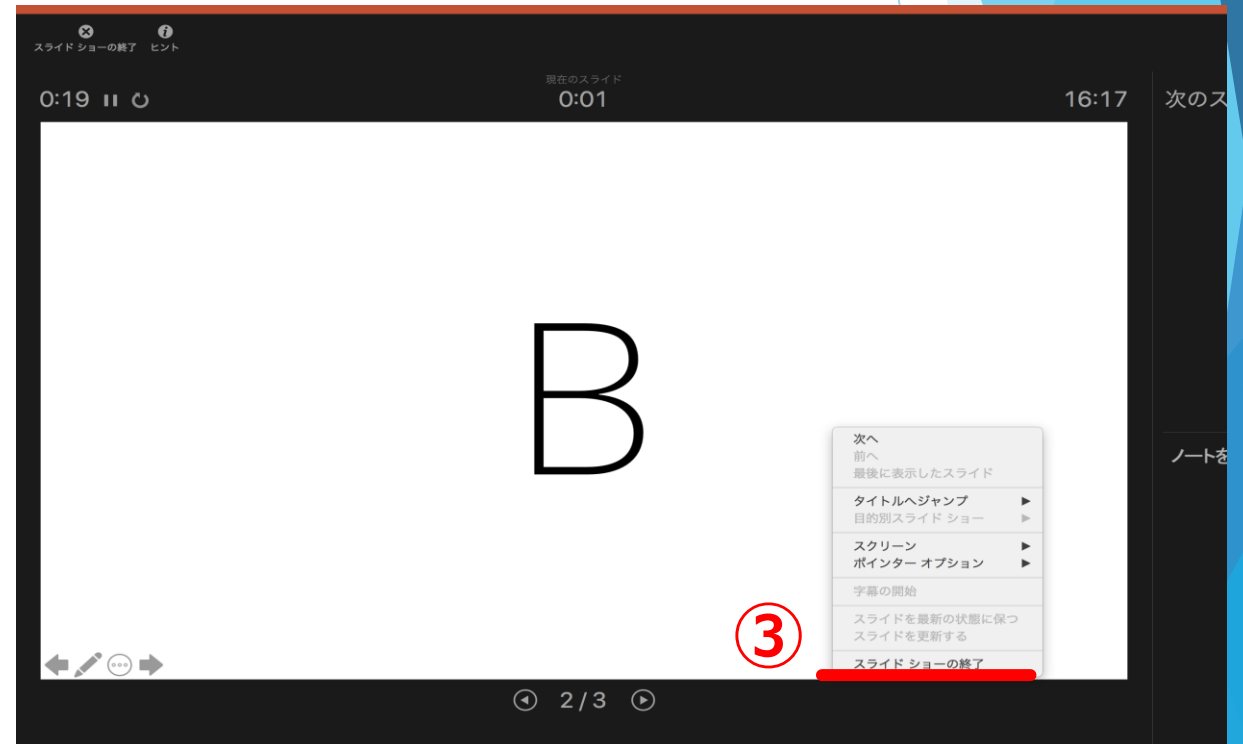 スライド ショーの終了 ヒント
現在のスライド
0:19 0:01 16:17
次のス
B
次へ
前へ
最後に表示したスライド
タイトルへジャンプ
目的別スライド ショー
スクリーン
ポインター オプション
字幕の開始
スライドを最新の状態に保つ
スライドを更新する
スライド ショーの終了
③
ノートを
2/3